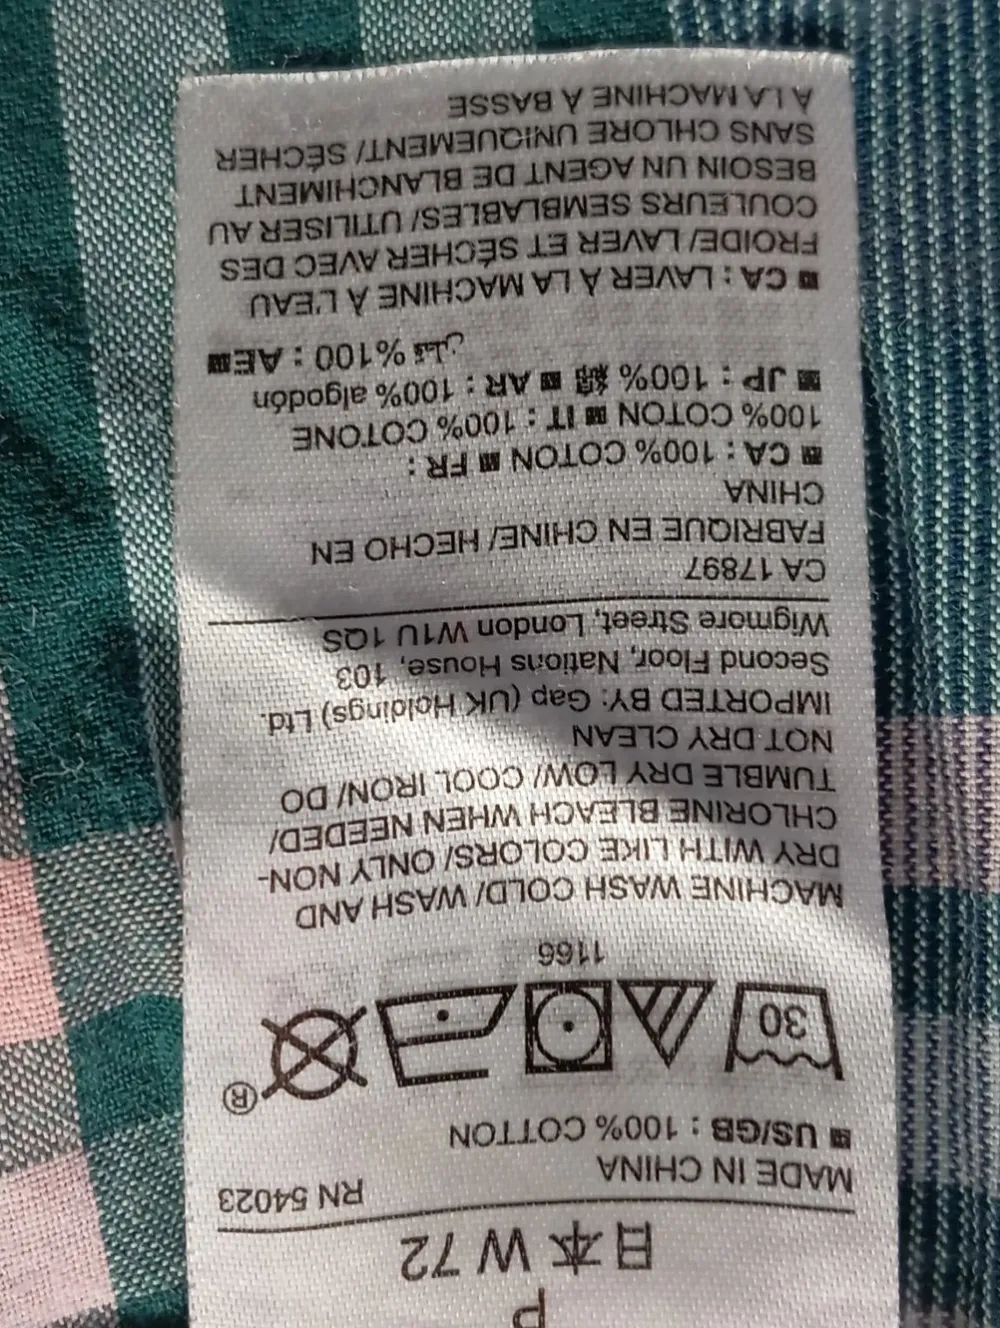 P
日本 W 72
MADE IN CHINA RN 54023
■ US/GB : 100% COTTON
30 ®
1166
MACHINE WASH COLD/ WASH AND
DRY WITH LIKE COLORS/ ONLY NON-
CHLORINE BLEACH WHEN NEEDED/
TUMBLE DRY LOW/ COOL IRON/ DO
NOT DRY CLEAN
IMPORTED BY: Gap (UK Holdings) Ltd.
Second Floor, Nations House, 103
Wigmore Street, London W1U 1QS
CA 17897
FABRIQUE EN CHINE/ HECHO EN
CHINA
■ CA : 100% COTON ■ FR :
100% COTON ■ IT : 100% COTONE
■ JP : 100% 綿 ■ AR : 100% algodón
■AE : 100% قطن
■ CA : LAVER À LA MACHINE À L'EAU
FROIDE/ LAVER ET SÉCHER AVEC DES
COULEURS SEMBLABLES/ UTILISER AU
BESOIN UN AGENT DE BLANCHIMENT
SANS CHLORE UNIQUEMENT/ SÉCHER
À LA MACHINE À BASSE